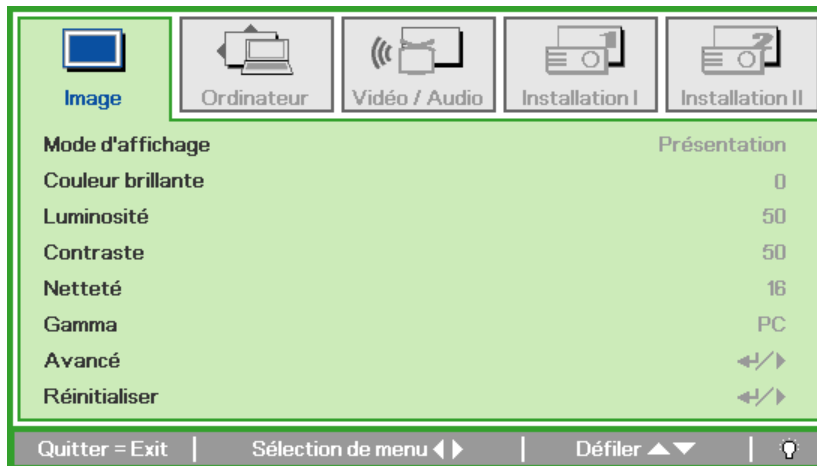 Image Ordinateur Vidéo / Audio Installation I Installation II
Mode d'affichage Présentation
Couleur brillante 0
Luminosité 50
Contraste 50
Netteté 16
Gamma PC
Avancé ↵/▶
Réinitialiser ↵/▶
Quitter = Exit | Sélection de menu ◀▶ | Défiler ▲▼ |